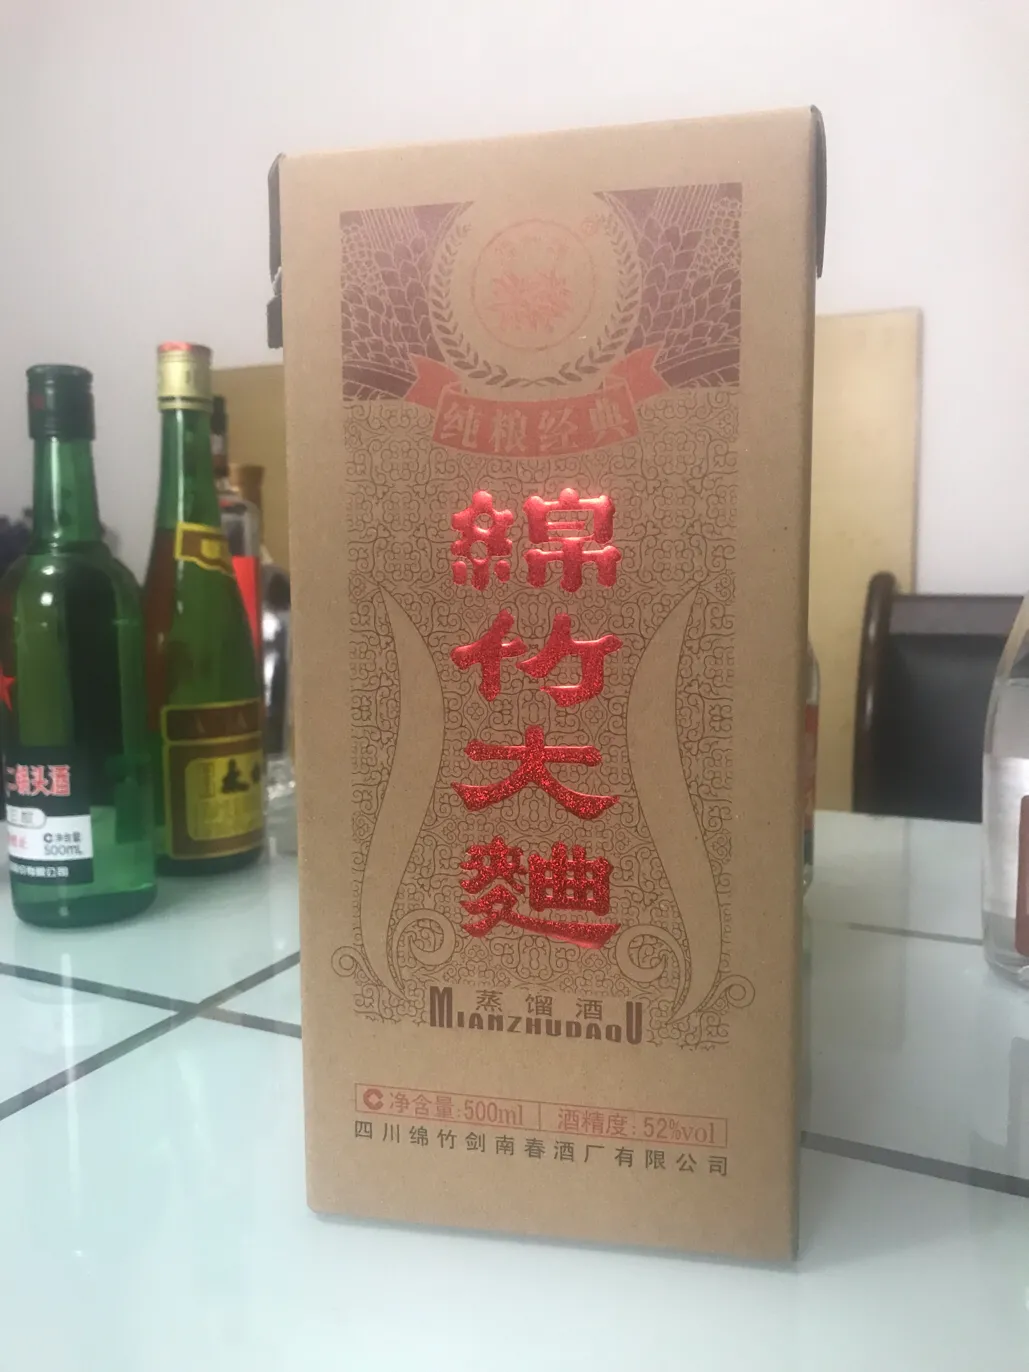 纯粮经典
綿竹大麯
蒸馏酒
MIANZHUDAQU
C净含量:500ml | 酒精度:52%vol
四川绵竹剑南春酒厂有限公司
二锅头酒
C净含量:
500mL